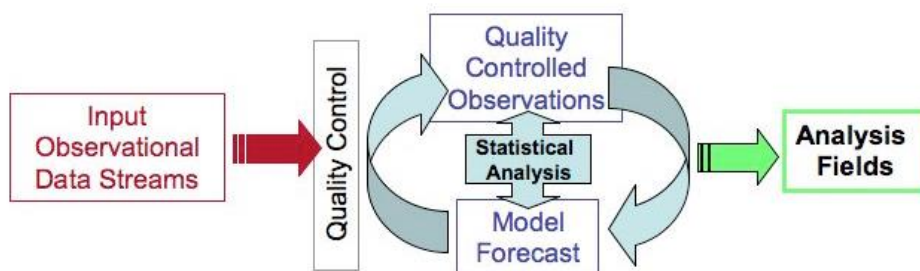 Input
Observational
Data Streams
Quality Control
Quality
Controlled
Observations
Statistical
Analysis
Model
Forecast
Analysis
Fields